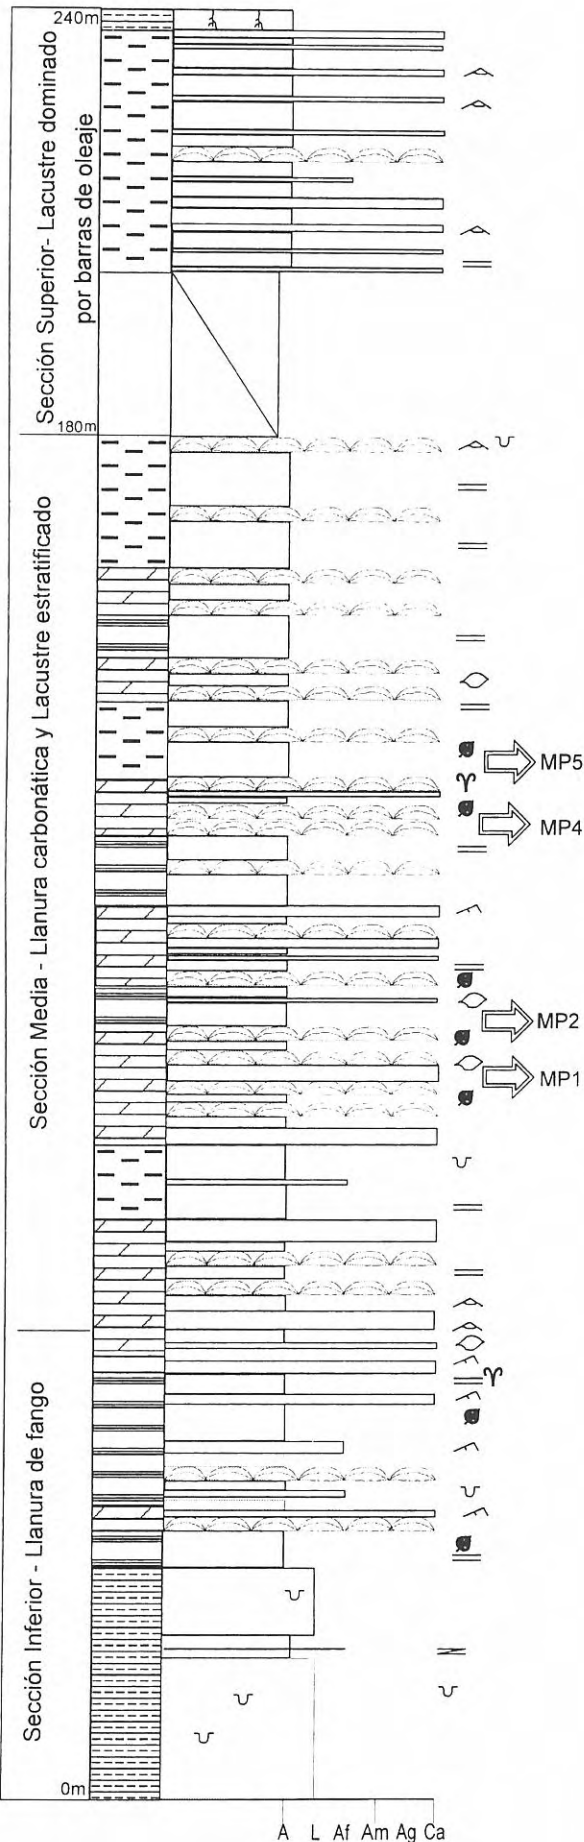 240m
Sección Superior- Lacustre dominado
por barras de oleaje
180m
Sección Media - Llanura carbonática y Lacustre estratificado
MP5
MP4
MP2
MP1
Sección Inferior - Llanura de fango
0m
A L Af Am Ag Ca